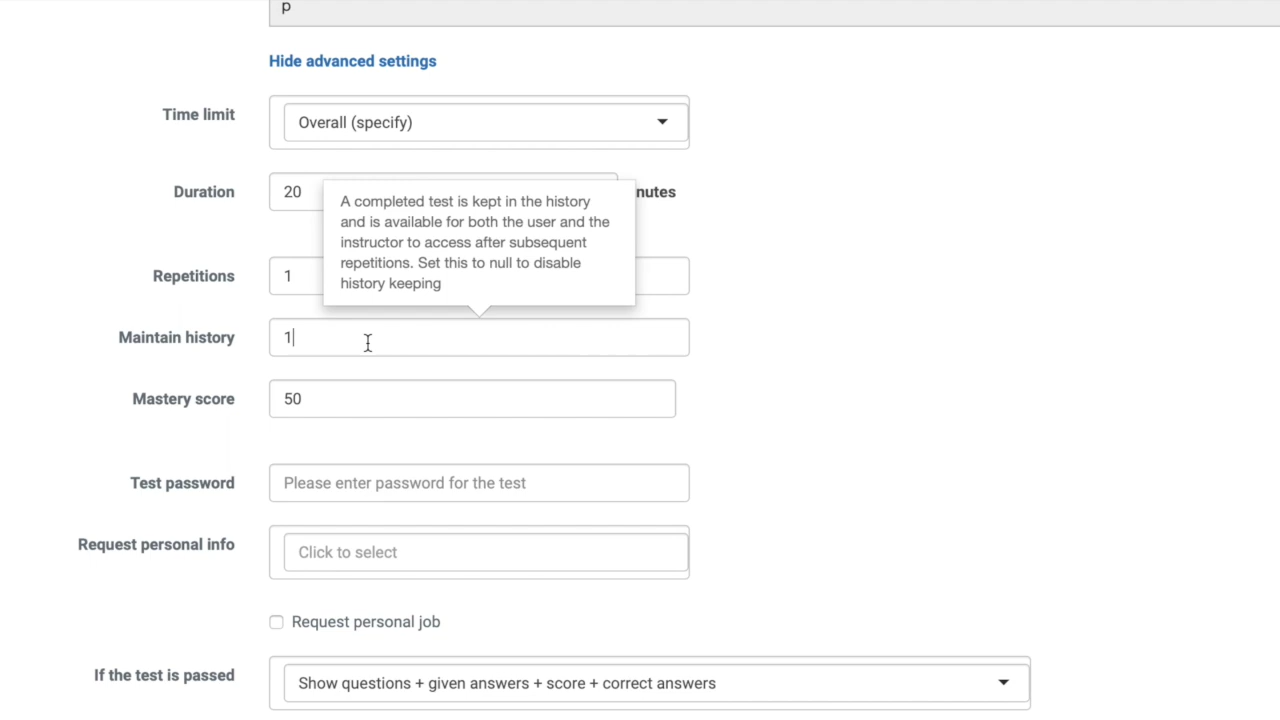 p
Hide advanced settings
Time limit
Overall (specify)
Duration
20
nutes
A completed test is kept in the history
and is available for both the user and the
instructor to access after subsequent
repetitions. Set this to null to disable
history keeping
Repetitions
1
Maintain history
1
Mastery score
50
Test password
Please enter password for the test
Request personal info
Click to select
Request personal job
If the test is passed
Show questions + given answers + score + correct answers